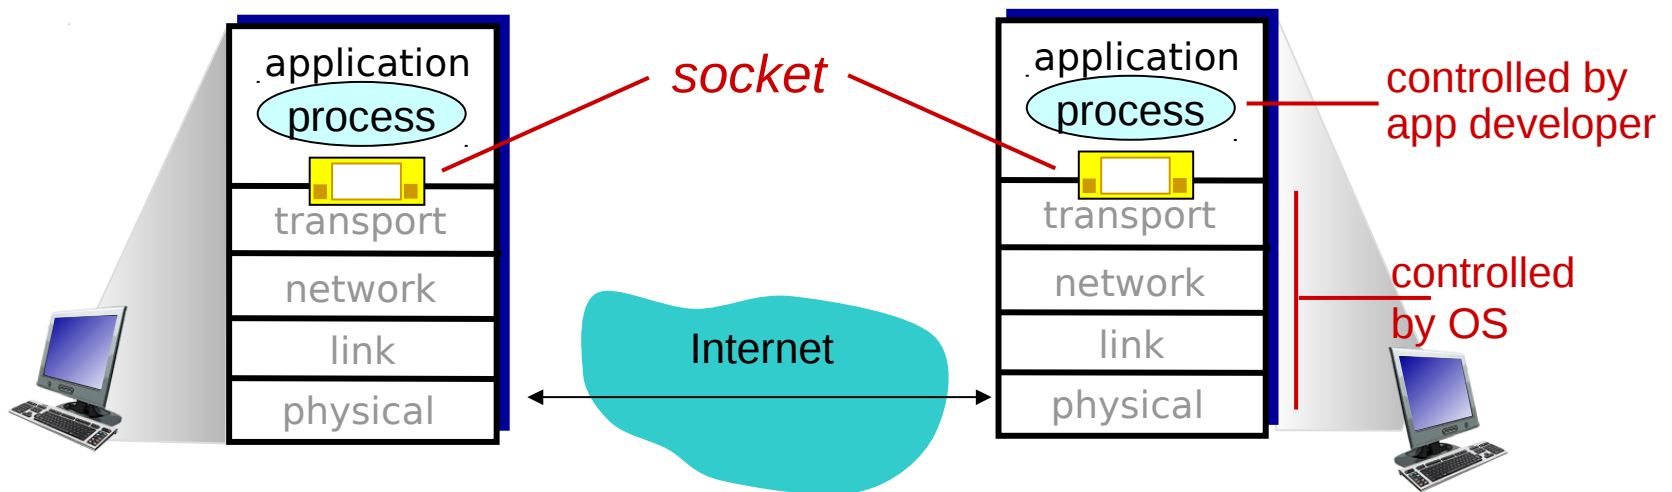 application
process
transport
network
link
physical
socket
Internet
application
process
transport
network
link
physical
controlled by
app developer
controlled
by OS